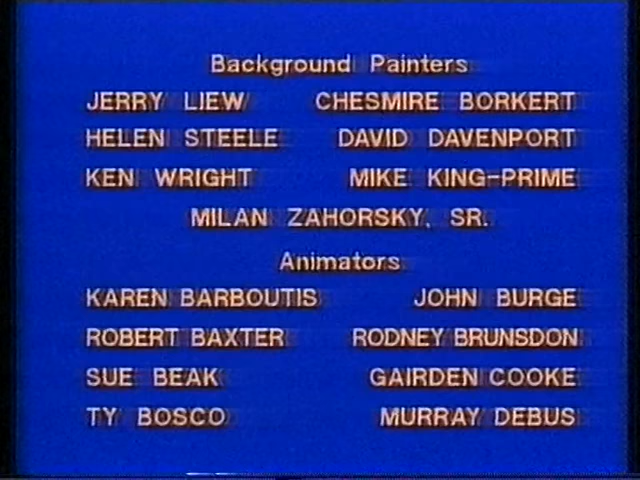 Background Painters
JERRY LIEW CHESMIRE BORKERT
HELEN STEELE DAVID DAVENPORT
KEN WRIGHT MIKE KING-PRIME
MILAN ZAHORSKY, SR.
Animators
KAREN BARBOUTIS JOHN BURGE
ROBERT BAXTER RODNEY BRUNSDON
SUE BEAK GAIRDEN COOKE
TY BOSCO MURRAY DEBUS